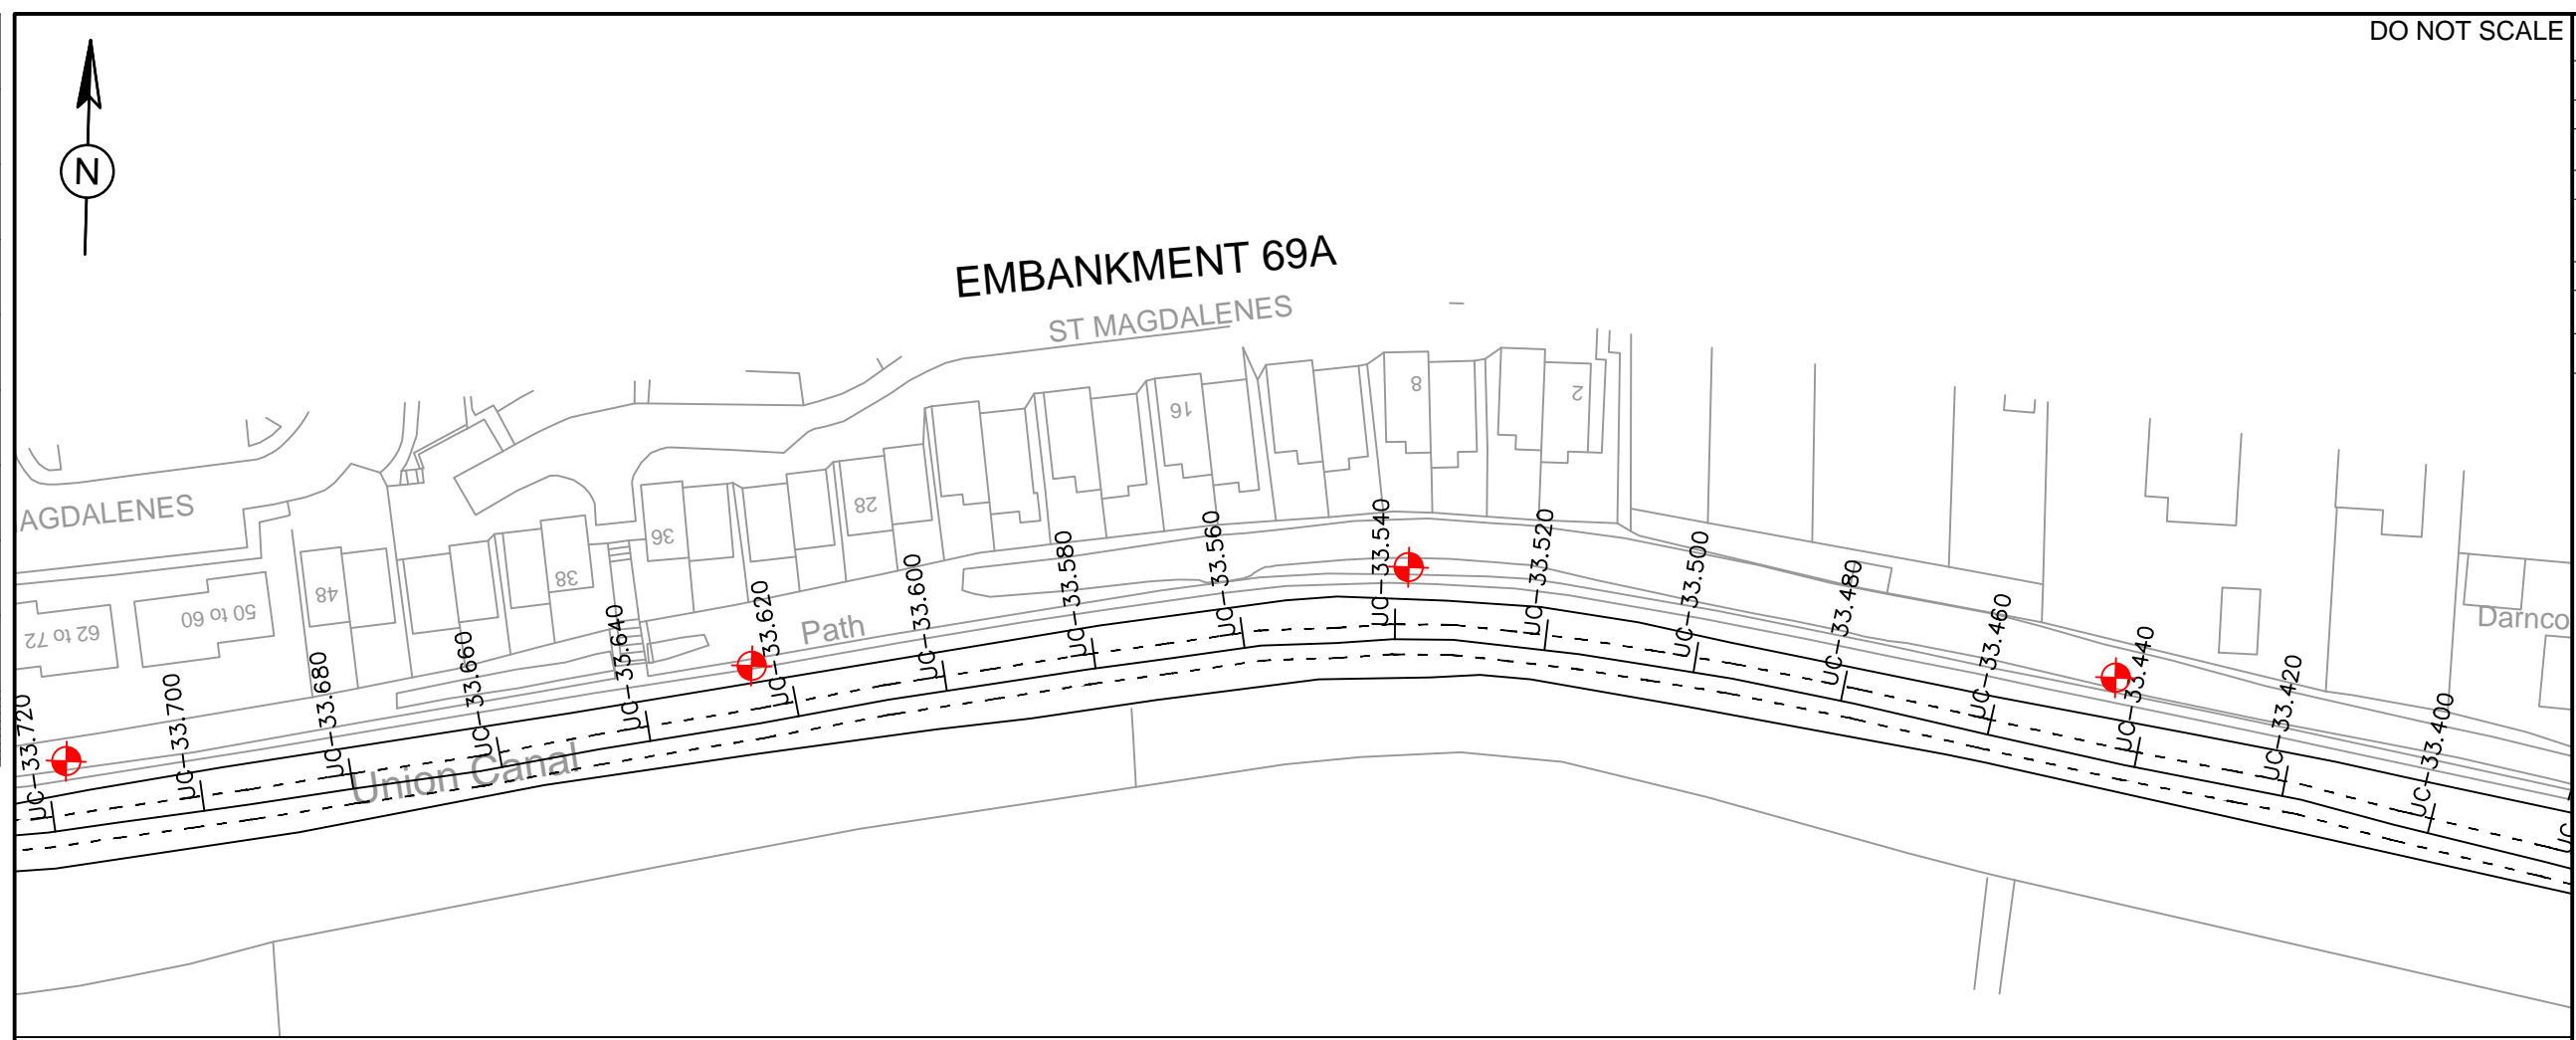 DO NOT SCALE
N
EMBANKMENT 69A
ST MAGDALENES
AGDALENES
62 to 72
50 to 60
48
38
36
28
16
8
2
Path
Union Canal
Darnco
UC-33.720
UC-33.700
UC-33.680
UC-33.660
UC-33.640
UC-33.620
UC-33.600
UC-33.580
UC-33.560
UC-33.540
UC-33.520
UC-33.500
UC-33.480
UC-33.460
UC-33.440
UC-33.420
UC-33.400